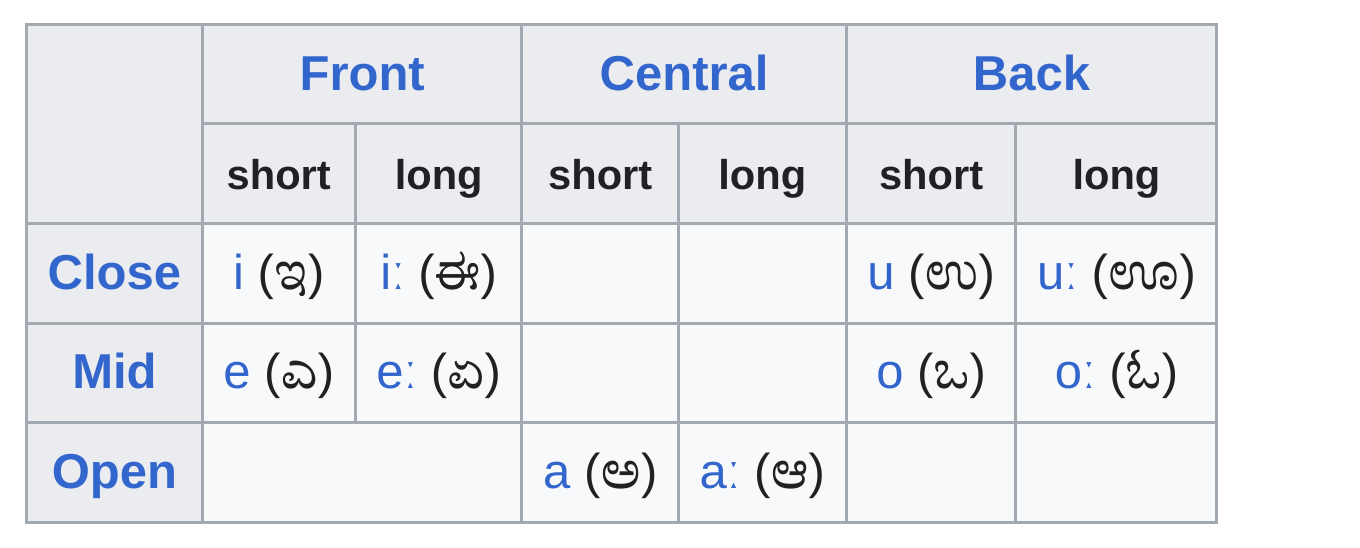 Front Central Back
short long short long short long
Close i (ಇ) iː (ಈ) u (ಉ) uː (ಊ)
Mid e (ಎ) eː (ಏ) o (ಒ) oː (ಓ)
Open a (ಅ) aː (ಆ)